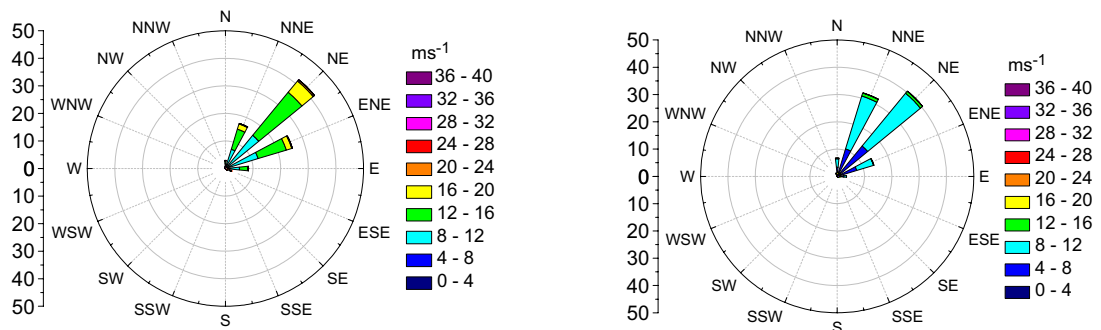 N
NNE
NE
ENE
E
ESE
SE
SSE
S
SSW
SW
WSW
W
WNW
NW
NNW
50
40
30
20
10
0
10
20
30
40
50
ms-1
36 - 40
32 - 36
28 - 32
24 - 28
20 - 24
16 - 20
12 - 16
8 - 12
4 - 8
0 - 4
N
NNE
NE
ENE
E
ESE
SE
SSE
S
SSW
SW
WSW
W
WNW
NW
NNW
50
40
30
20
10
0
10
20
30
40
50
ms-1
36 - 40
32 - 36
28 - 32
24 - 28
20 - 24
16 - 20
12 - 16
8 - 12
4 - 8
0 - 4